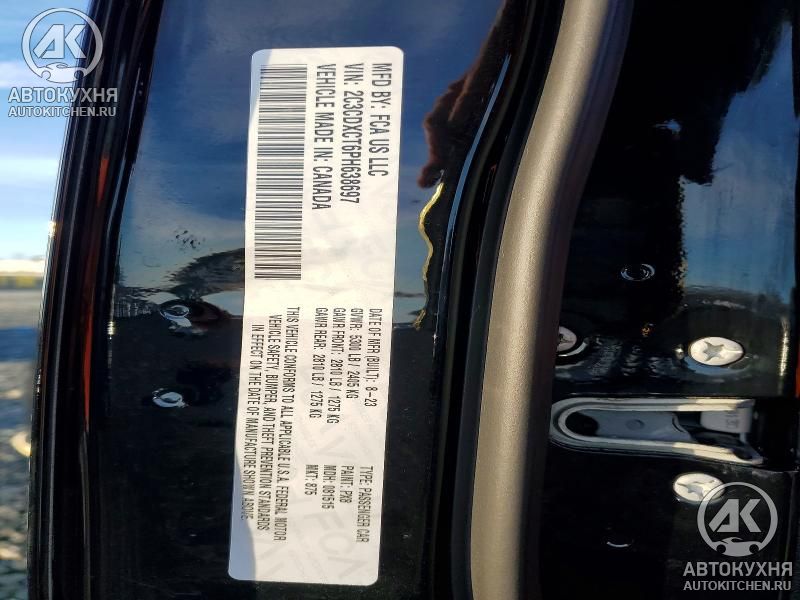 AK
АВТОКУХНЯ
AUTOKITCHEN.RU
MFD BY: FCA US LLC
VIN: 2C3CDXCT6PH638697
VEHICLE MADE IN: CANADA
DATE OF MFR (BUILT): 8-23
GVWR: 5300 LB / 2405 KG
GAWR FRONT: 2810 LB / 1275 KG
GAWR REAR: 2810 LB / 1275 KG
THIS VEHICLE CONFORMS TO ALL APPLICABLE U.S.A. FEDERAL MOTOR
VEHICLE SAFETY, BUMPER, AND THEFT PREVENTION STANDARDS
IN EFFECT ON THE DATE OF MANUFACTURE SHOWN ABOVE.
TYPE: PASSENGER CAR
PAINT: PX8
MDH: 081515
MKT: 875
AK
АВТОКУХНЯ
AUTOKITCHEN.RU